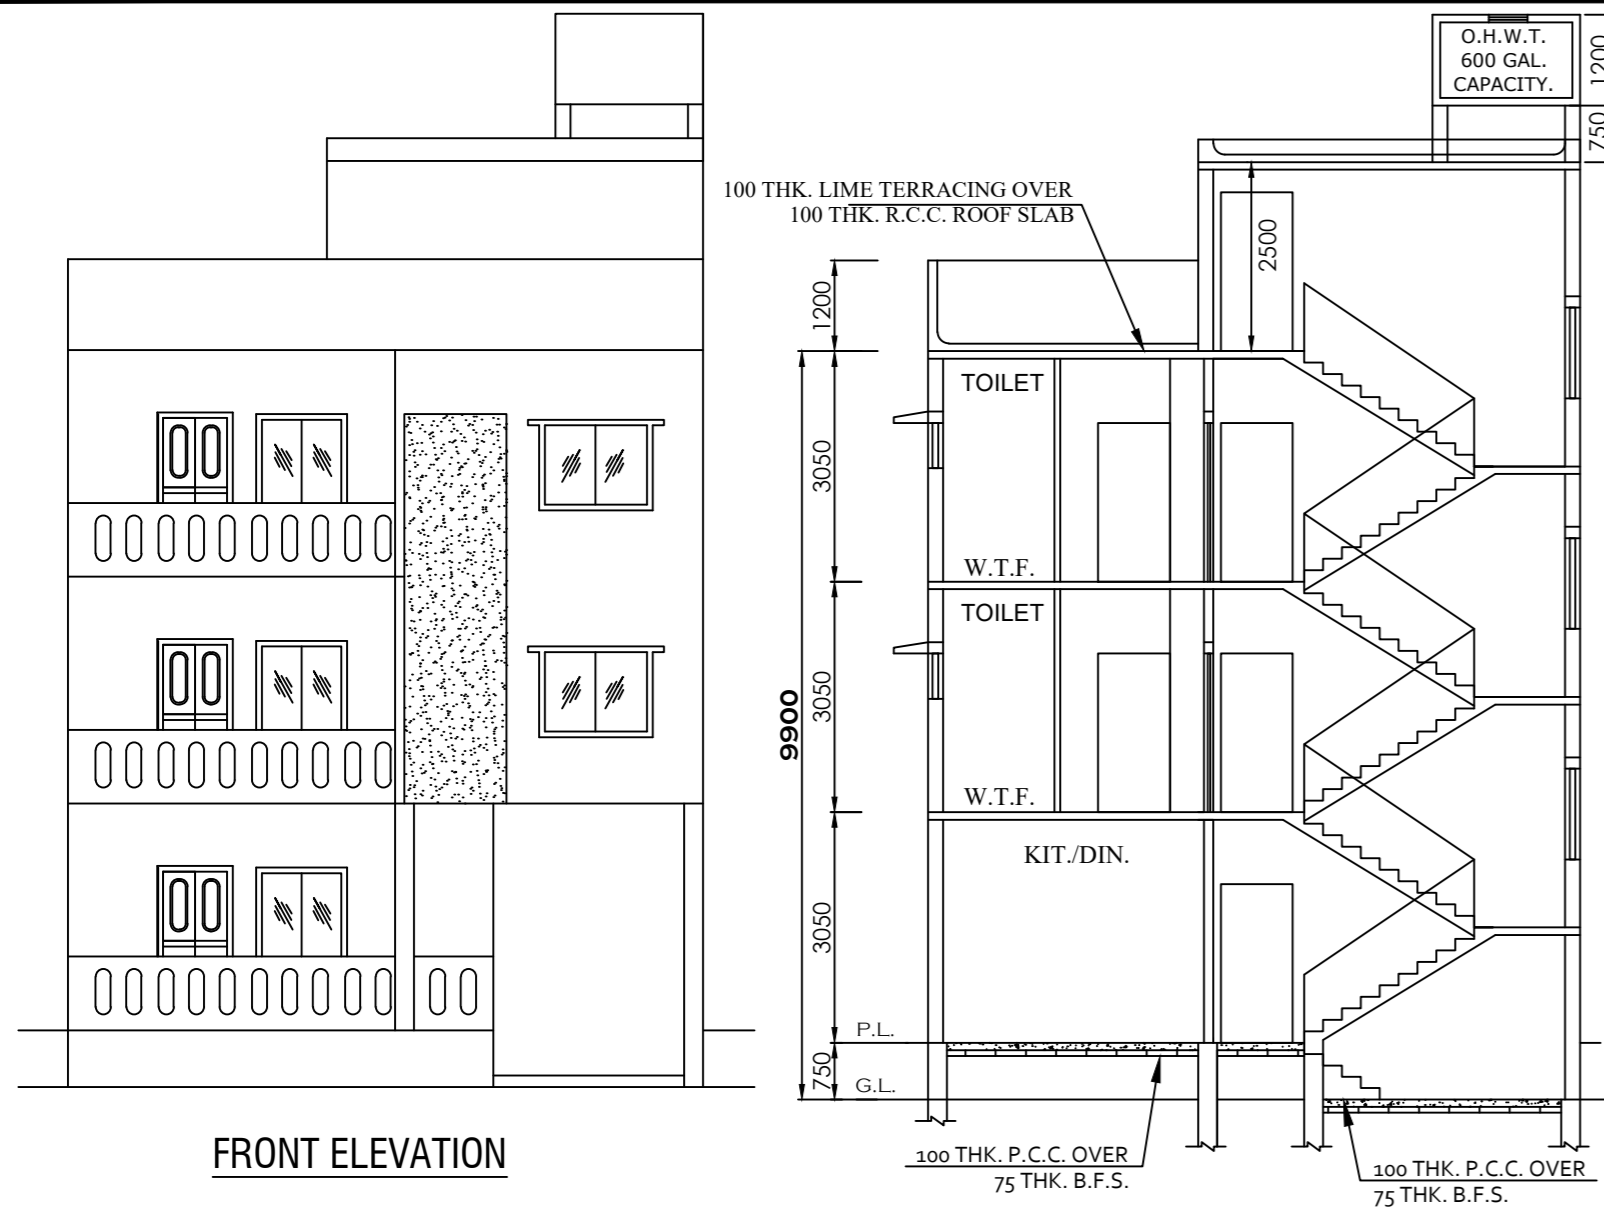 O.H.W.T.
600 GAL.
CAPACITY.
1200
750
100 THK. LIME TERRACING OVER
100 THK. R.C.C. ROOF SLAB
2500
1200
TOILET
3050
W.T.F.
TOILET
3050
9900
W.T.F.
KIT./DIN.
3050
P.L.
750
G.L.
FRONT ELEVATION
100 THK. P.C.C. OVER
75 THK. B.F.S.
100 THK. P.C.C. OVER
75 THK. B.F.S.